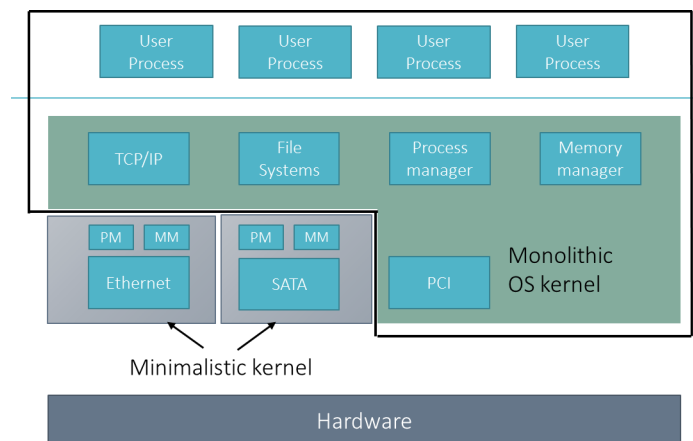 User
Process
User
Process
User
Process
User
Process
TCP/IP
File
Systems
Process
manager
Memory
manager
PM
MM
PM
MM
Ethernet
SATA
PCI
Monolithic
OS kernel
Minimalistic kernel
Hardware